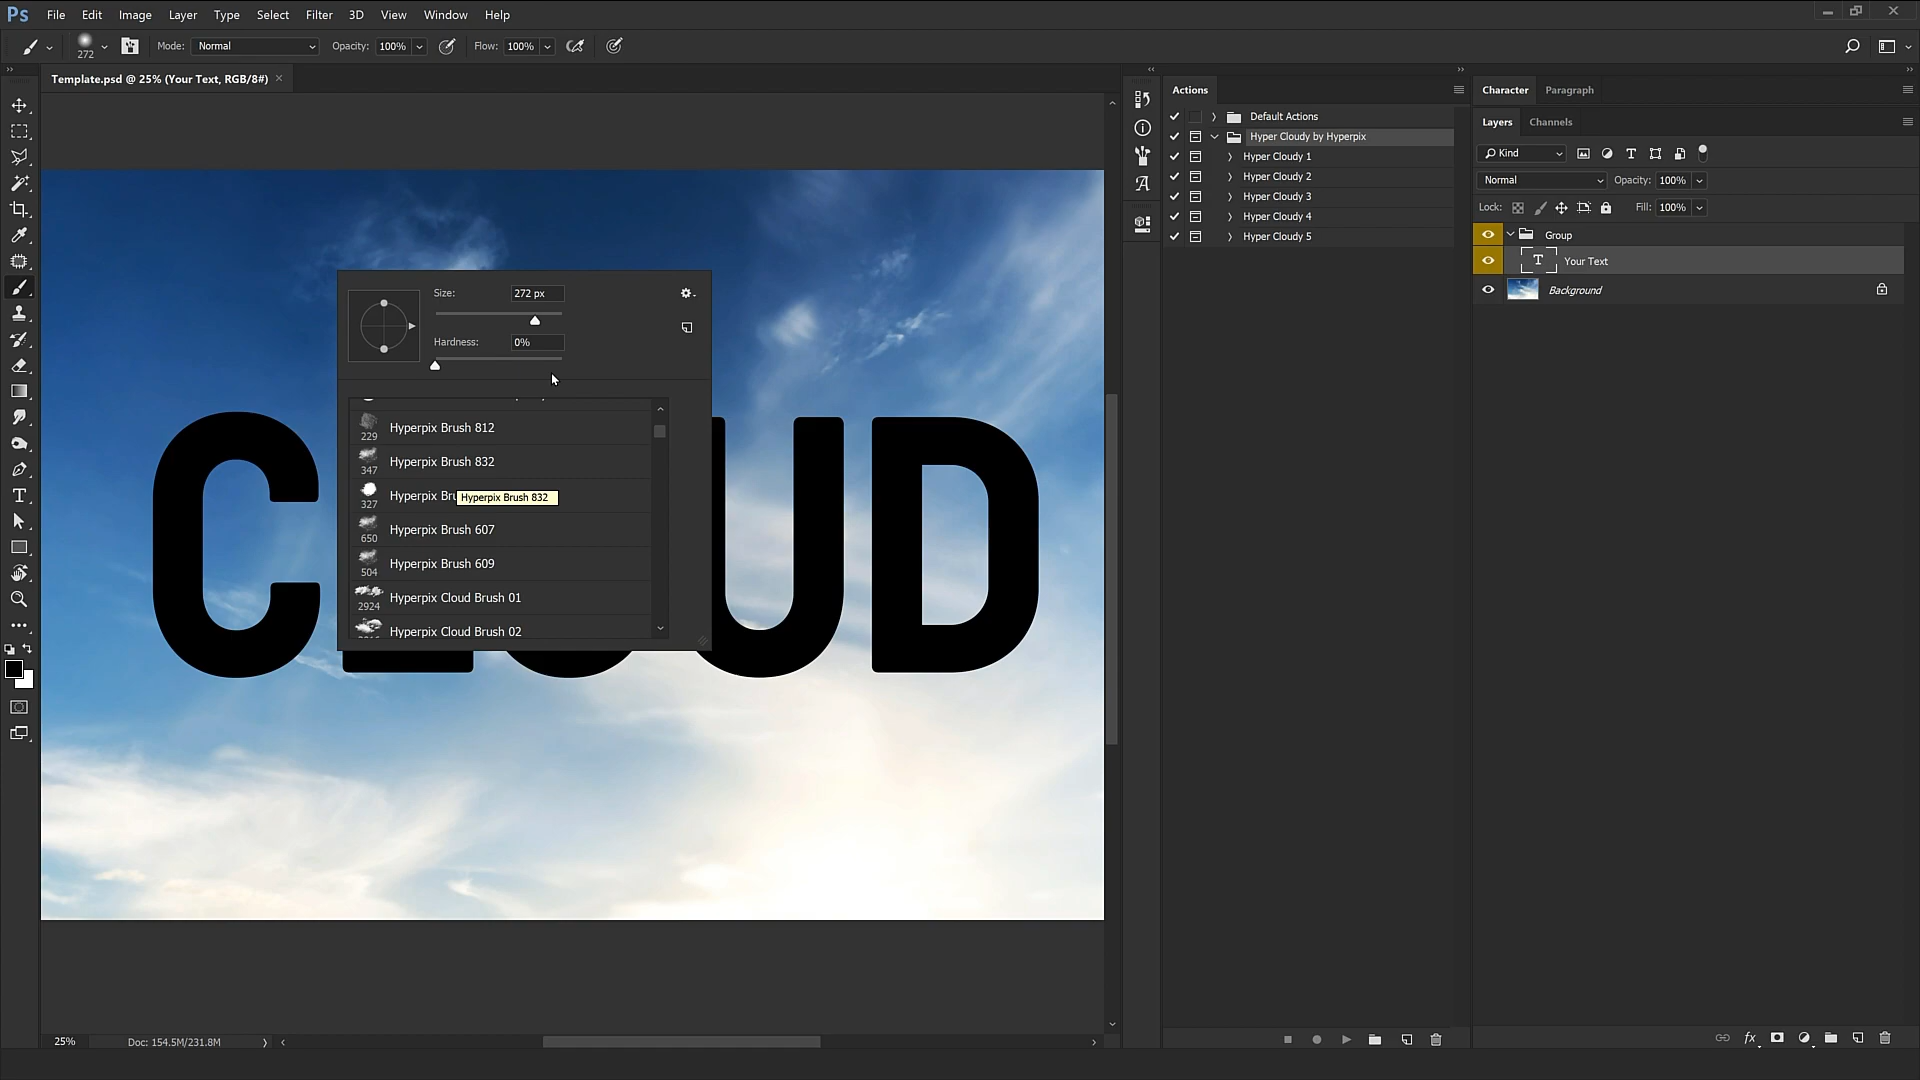 Ps File Edit Image Layer Type Select Filter 3D View Window Help
272 Mode: Normal Opacity: 100% Flow: 100%
Template.psd @ 25% (Your Text, RGB/8#) ×
Actions
Default Actions
Hyper Cloudy by Hyperpix
Hyper Cloudy 1
Hyper Cloudy 2
Hyper Cloudy 3
Hyper Cloudy 4
Hyper Cloudy 5
Character Paragraph
Layers Channels
Kind
Normal Opacity: 100%
Lock: Fill: 100%
Group
Your Text
Background
Size: 272 px
Hardness: 0%
229 Hyperpix Brush 812
347 Hyperpix Brush 832
327 Hyperpix Bru
Hyperpix Brush 832
650 Hyperpix Brush 607
504 Hyperpix Brush 609
2924 Hyperpix Cloud Brush 01
Hyperpix Cloud Brush 02
CLOUD
25% Doc: 154.5M/231.8M
fx